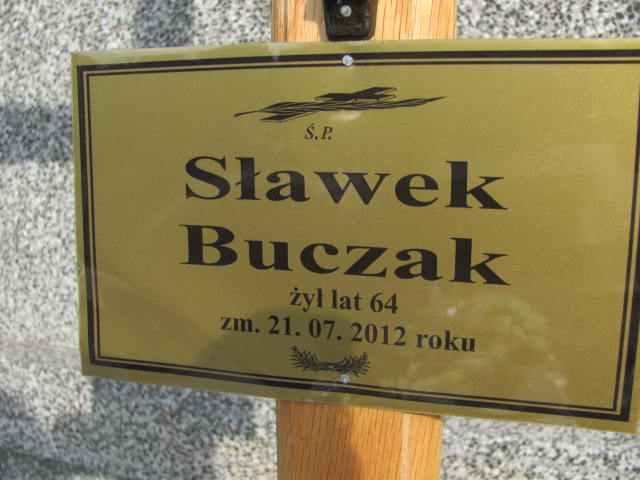 Ś.P.
Sławek
Buczak
żył lat 64
zm. 21. 07. 2012 roku